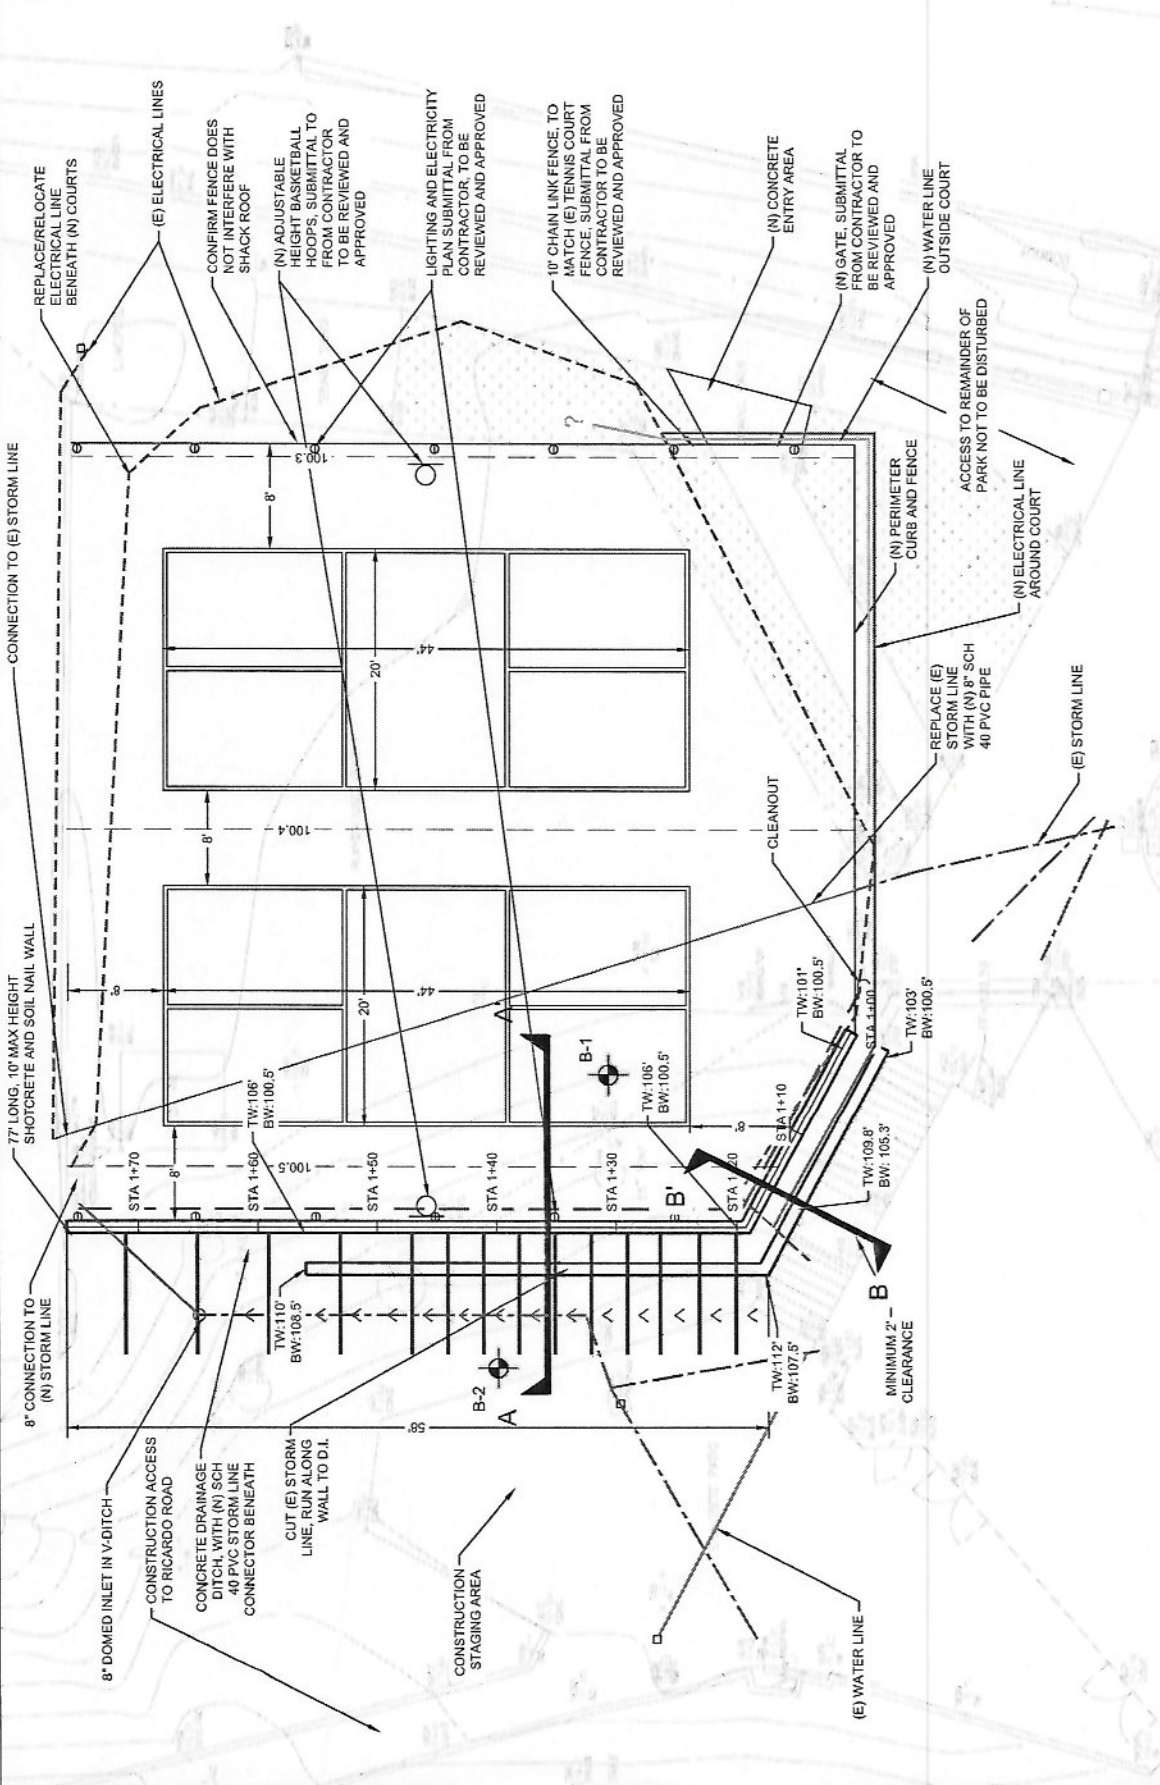 CONNECTION TO (E) STORM LINE
REPLACE/RELOCATE
ELECTRICAL LINE
BENEATH (N) COURTS
(E) ELECTRICAL LINES
CONFIRM FENCE DOES
NOT INTERFERE WITH
SHACK ROOF
(N) ADJUSTABLE
HEIGHT BASKETBALL
HOOPS, SUBMITTAL TO
FROM CONTRACTOR
TO BE REVIEWED AND
APPROVED
LIGHTING AND ELECTRICITY
PLAN SUBMITTAL FROM
CONTRACTOR, TO BE
REVIEWED AND APPROVED
10' CHAIN LINK FENCE, TO
MATCH (E) TENNIS COURT
FENCE, SUBMITTAL FROM
CONTRACTOR TO BE
REVIEWED AND APPROVED
(N) CONCRETE
ENTRY AREA
(N) GATE, SUBMITTAL
FROM CONTRACTOR TO
BE REVIEWED AND
APPROVED
(N) WATER LINE
OUTSIDE COURT
ACCESS TO REMAINDER OF
PARK NOT TO BE DISTURBED
(N) PERIMETER
CURB AND FENCE
(N) ELECTRICAL LINE
AROUND COURT
REPLACE (E)
STORM LINE
WITH (N) 8" SCH
40 PVC PIPE
(E) STORM LINE
CLEANOUT
77' LONG, 10' MAX HEIGHT
SHOTCRETE AND SOIL NAIL WALL
8" CONNECTION TO
(N) STORM LINE
8" DOMED INLET IN V-DITCH
CONSTRUCTION ACCESS
TO RICARDO ROAD
CONCRETE DRAINAGE
DITCH, WITH (N) SCH
40 PVC STORM LINE
CONNECTOR BENEATH
CUT (E) STORM
LINE, RUN ALONG
WALL TO D.I.
CONSTRUCTION
STAGING AREA
(E) WATER LINE
MINIMUM 2'
CLEARANCE
TW:106'
BW:100.5'
TW:106'
BW:100.5'
TW:101"
BW:100.5'
TW:103'
BW:100.5'
TW:109.8'
BW: 105.3'
TW:110'
BW:108.5'
TW:112'
BW:107.5'
STA 1+70
STA 1+60
STA 1+50
STA 1+40
STA 1+30
STA 1+10
STA 1+00
100.3
100.4
100.5
8'
8'
8'
8'
8'
20'
20'
44'
44'
58'
A
A'
B
B'
B-1
B-2
?